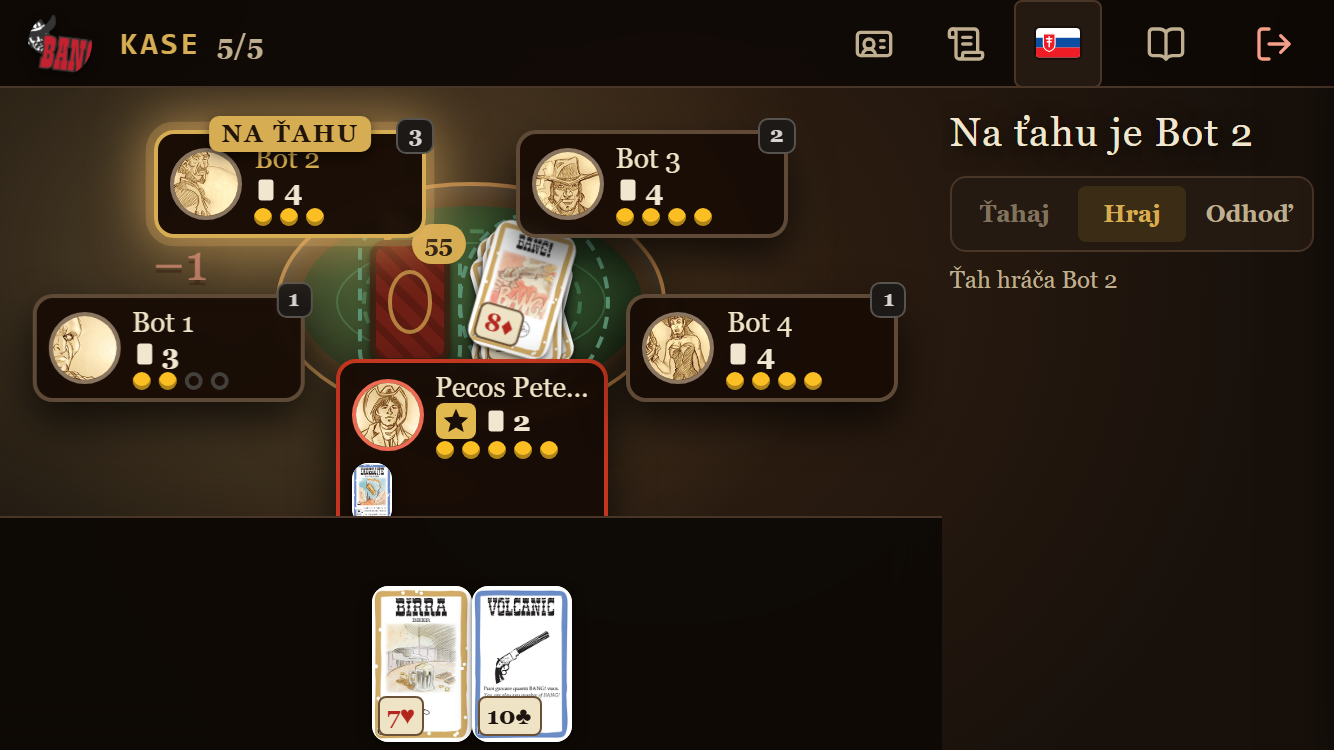 BANG!
KASE 5/5
NA ŤAHU
3
Bot 2
4
2
Bot 3
4
−1
55
BANG!
BANG
8♦
1
Bot 1
3
1
Bot 4
4
Pecos Pete...
2
BIRRA
BEER
7♥
VOLCANIC
10♣
Na ťahu je Bot 2
Ťahaj Hraj Odhoď
Ťah hráča Bot 2